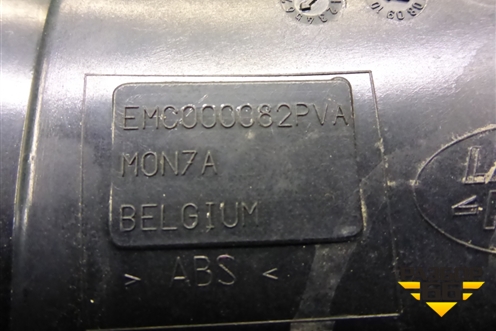 EMC000082PVA
MON7A
BELGIUM
> ABS <